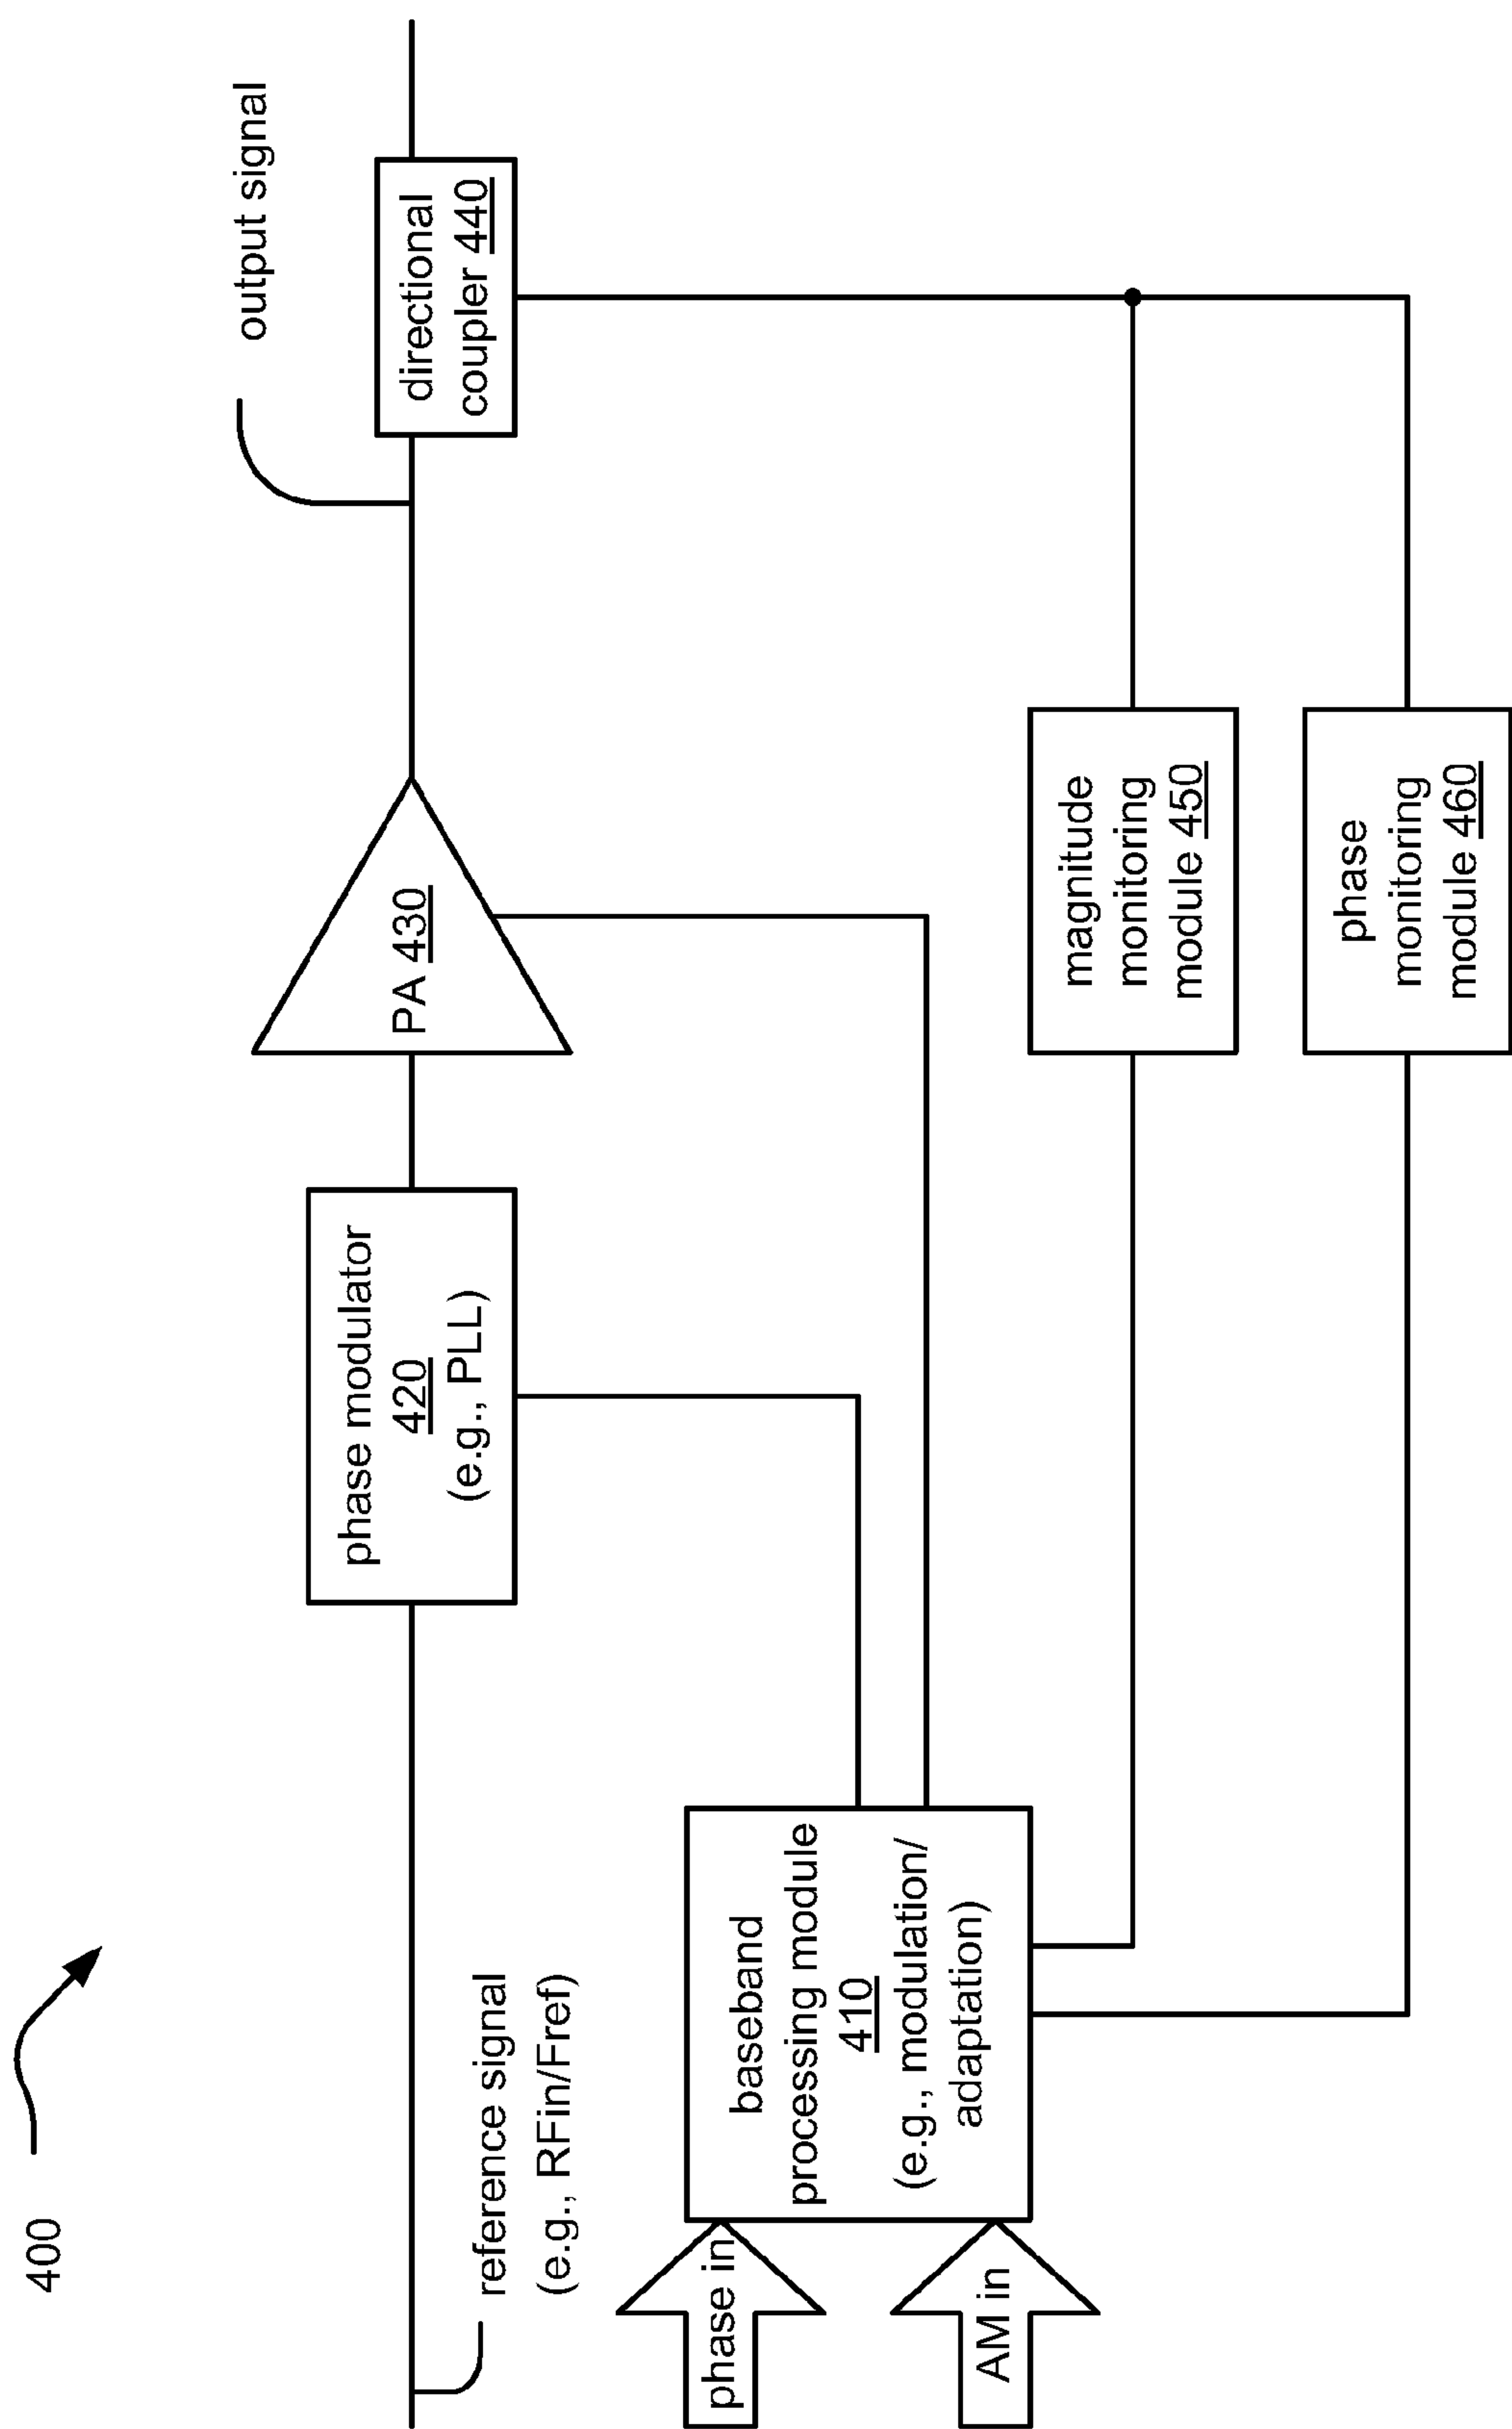 400
output signal
directional
coupler 440
PA 430
phase modulator
420
(e.g., PLL)
reference signal
(e.g., RFin/Fref)
phase in
AM in
baseband
processing module
410
(e.g., modulation/
adaptation)
magnitude
monitoring
module 450
phase
monitoring
module 460